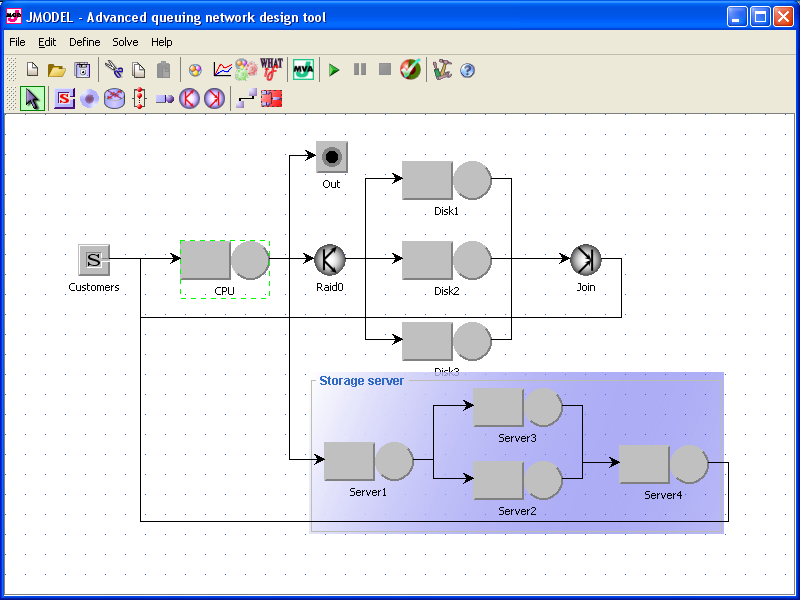 JMODEL - Advanced queuing network design tool
File Edit Define Solve Help
WHAT IF
MVA
S
Out
Disk1
S
Customers
CPU
Raid0
Disk2
Join
Disk3
Storage server
Server3
Server1
Server4
Server2